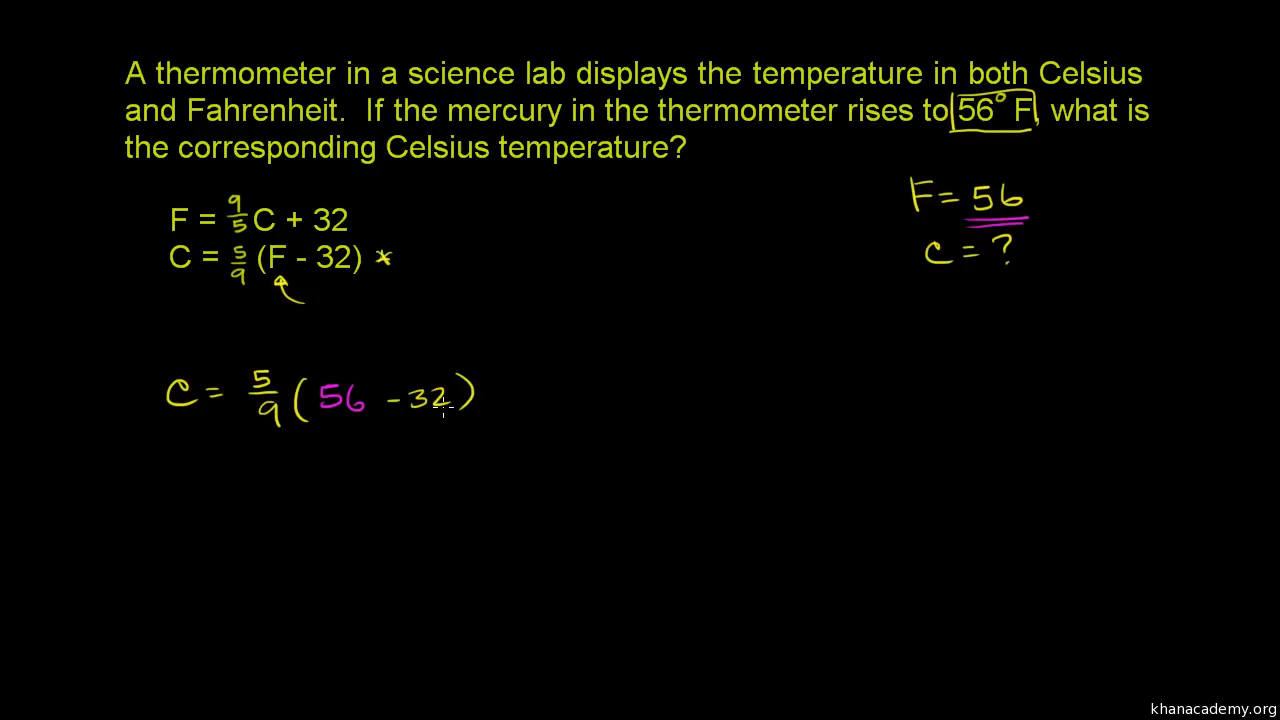 A thermometer in a science lab displays the temperature in both Celsius
and Fahrenheit. If the mercury in the thermometer rises to 56° F, what is
the corresponding Celsius temperature?
F = 9/5 C + 32
C = 5/9 (F - 32) *
F = 56
C = ?
C = 5/9 (56 - 32)
khanacademy.org